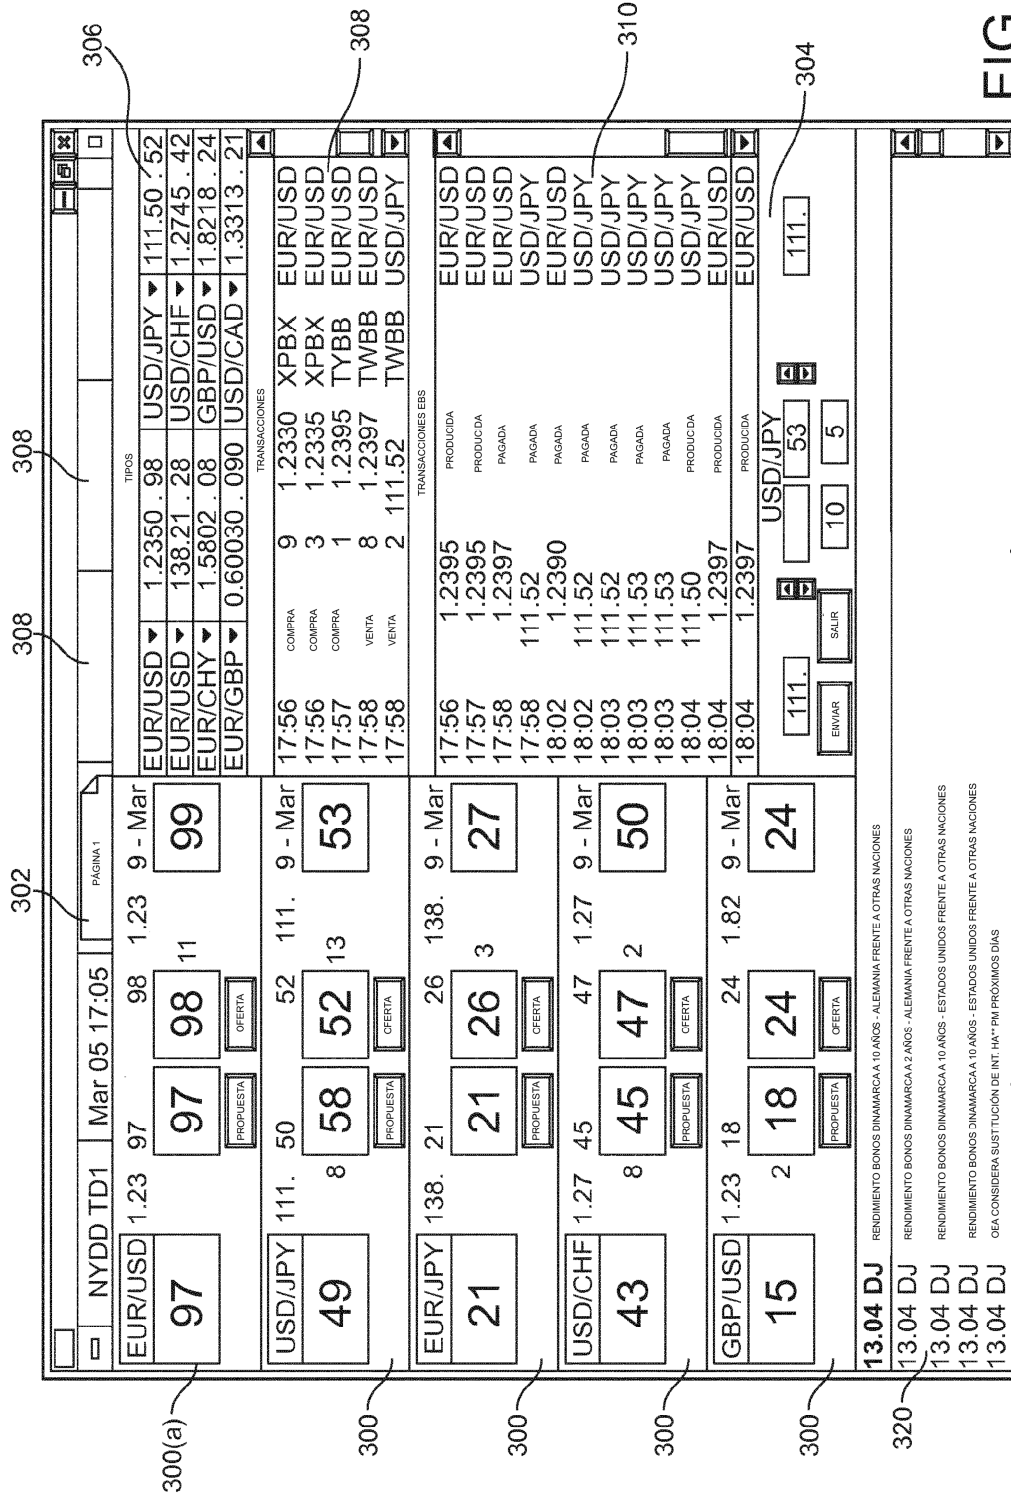 FIG
306
308
310
304
308
308
302
300(a)
300
300
300
300
320
NYDD TD1 Mar 05 17:05 PÁGINA 1
EUR/USD 1.23 97 98 1.23 9 - Mar
97 97 98 11 99
PROPUESTA OFERTA
USD/JPY 111. 50 52 111. 9 - Mar
49 8 58 52 13 53
PROPUESTA OFERTA
EUR/JPY 138. 21 26 138. 9 - Mar
21 21 26 3 27
PROPUESTA OFERTA
USD/CHF 1.27 45 47 1.27 9 - Mar
43 8 45 47 2 50
PROPUESTA OFERTA
GBP/USD 1.23 18 24 1.82 9 - Mar
15 2 18 24 24
PROPUESTA OFERTA
TIPOS
EUR/USD 1.2350 . 98 USD/JPY 111.50 . 52
EUR/USD 138.21 . 28 USD/CHF 1.2745 . 42
EUR/CHY 1.5802 . 08 GBP/USD 1.8218 . 24
EUR/GBP 0.60030 . 090 USD/CAD 1.3313 . 21
TRANSACCIONES
17:56 COMPRA 9 1.2330 XPBX EUR/USD
17:56 COMPRA 3 1.2335 XPBX EUR/USD
17:57 COMPRA 1 1.2395 TYBB EUR/USD
17:58 VENTA 8 1.2397 TWBB EUR/USD
17:58 VENTA 2 111.52 TWBB USD/JPY
TRANSACCIONES EBS
17:56 1.2395 PRODUCIDA EUR/USD
17:57 1.2395 PRODUCIDA EUR/USD
17:58 1.2397 PAGADA EUR/USD
17:58 111.52 PAGADA USD/JPY
18:02 1.2390 PAGADA EUR/USD
18:02 111.52 PAGADA USD/JPY
18:03 111.52 PAGADA USD/JPY
18:03 111.53 PAGADA USD/JPY
18:03 111.53 PAGADA USD/JPY
18:04 111.50 PRODUCIDA USD/JPY
18:04 1.2397 PRODUCIDA EUR/USD
18:04 1.2397 PRODUCIDA EUR/USD
USD/JPY
111. 53 111.
ENVIAR SALIR 10 5
13.04 DJ RENDIMIENTO BONOS DINAMARCA A 10 AÑOS - ALEMANIA FRENTE A OTRAS NACIONES
13.04 DJ RENDIMIENTO BONOS DINAMARCA A 2 AÑOS - ALEMANIA FRENTE A OTRAS NACIONES
13.04 DJ RENDIMIENTO BONOS DINAMARCA A 10 AÑOS - ESTADOS UNIDOS FRENTE A OTRAS NACIONES
13.04 DJ RENDIMIENTO BONOS DINAMARCA A 10 AÑOS - ESTADOS UNIDOS FRENTE A OTRAS NACIONES
13.04 DJ OEA CONSIDERA SUSTITUCIÓN DE INT. HA** PM PRÓXIMOS DÍAS